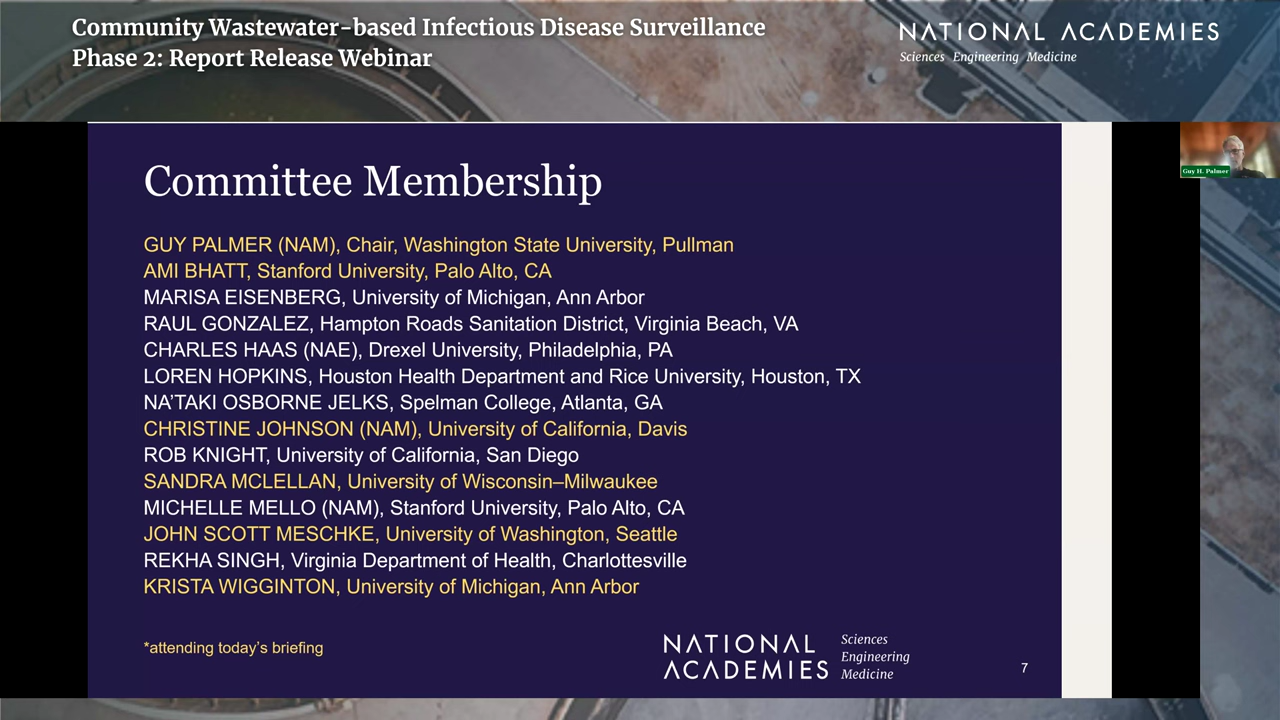 Community Wastewater-based Infectious Disease Surveillance
Phase 2: Report Release Webinar
NATIONAL ACADEMIES
Sciences Engineering Medicine
Guy H. Palmer
Committee Membership
GUY PALMER (NAM), Chair, Washington State University, Pullman
AMI BHATT, Stanford University, Palo Alto, CA
MARISA EISENBERG, University of Michigan, Ann Arbor
RAUL GONZALEZ, Hampton Roads Sanitation District, Virginia Beach, VA
CHARLES HAAS (NAE), Drexel University, Philadelphia, PA
LOREN HOPKINS, Houston Health Department and Rice University, Houston, TX
NA’TAKI OSBORNE JELKS, Spelman College, Atlanta, GA
CHRISTINE JOHNSON (NAM), University of California, Davis
ROB KNIGHT, University of California, San Diego
SANDRA MCLELLAN, University of Wisconsin–Milwaukee
MICHELLE MELLO (NAM), Stanford University, Palo Alto, CA
JOHN SCOTT MESCHKE, University of Washington, Seattle
REKHA SINGH, Virginia Department of Health, Charlottesville
KRISTA WIGGINTON, University of Michigan, Ann Arbor
*attending today’s briefing
NATIONAL
ACADEMIES
Sciences
Engineering
Medicine
7